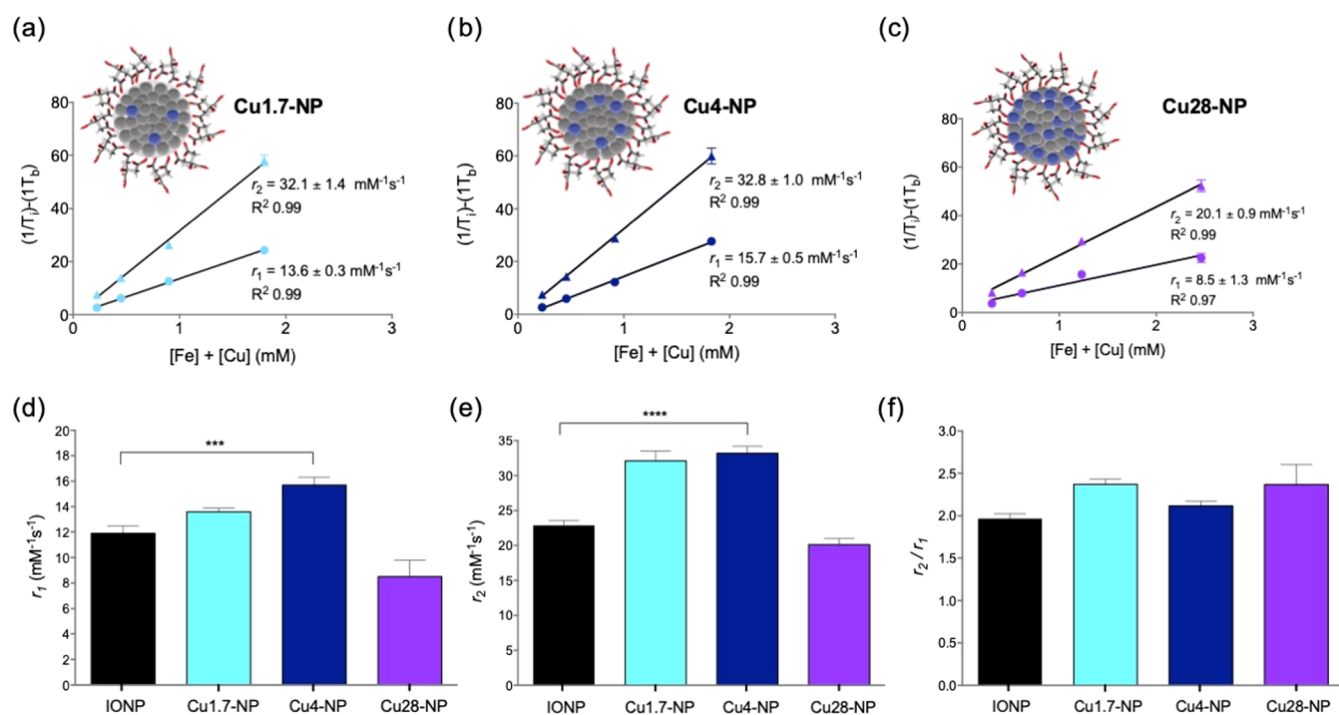 (a)
Cu1.7-NP
80
60
40
20
0
(1/Tᵢ)-(1T_b)
r₂ = 32.1 ± 1.4 mM⁻¹s⁻¹
R² 0.99
r₁ = 13.6 ± 0.3 mM⁻¹s⁻¹
R² 0.99
0 1 2 3
[Fe] + [Cu] (mM)
(b)
Cu4-NP
80
60
40
20
0
(1/Tᵢ)-(1T_b)
r₂ = 32.8 ± 1.0 mM⁻¹s⁻¹
R² 0.99
r₁ = 15.7 ± 0.5 mM⁻¹s⁻¹
R² 0.99
0 1 2 3
[Fe] + [Cu] (mM)
(c)
Cu28-NP
80
60
40
20
0
(1/Tᵢ)-(1T_b)
r₂ = 20.1 ± 0.9 mM⁻¹s⁻¹
R² 0.99
r₁ = 8.5 ± 1.3 mM⁻¹s⁻¹
R² 0.97
0 1 2 3
[Fe] + [Cu] (mM)
(d)
20
18
16
14
12
10
8
6
4
2
0
r₁ (mM⁻¹s⁻¹)
***
IONP Cu1.7-NP Cu4-NP Cu28-NP
(e)
35
30
25
20
15
10
5
0
r₂ (mM⁻¹s⁻¹)
****
IONP Cu1.7-NP Cu4-NP Cu28-NP
(f)
3.0
2.5
2.0
1.5
1.0
0.5
0.0
r₂ / r₁
IONP Cu1.7-NP Cu4-NP Cu28-NP